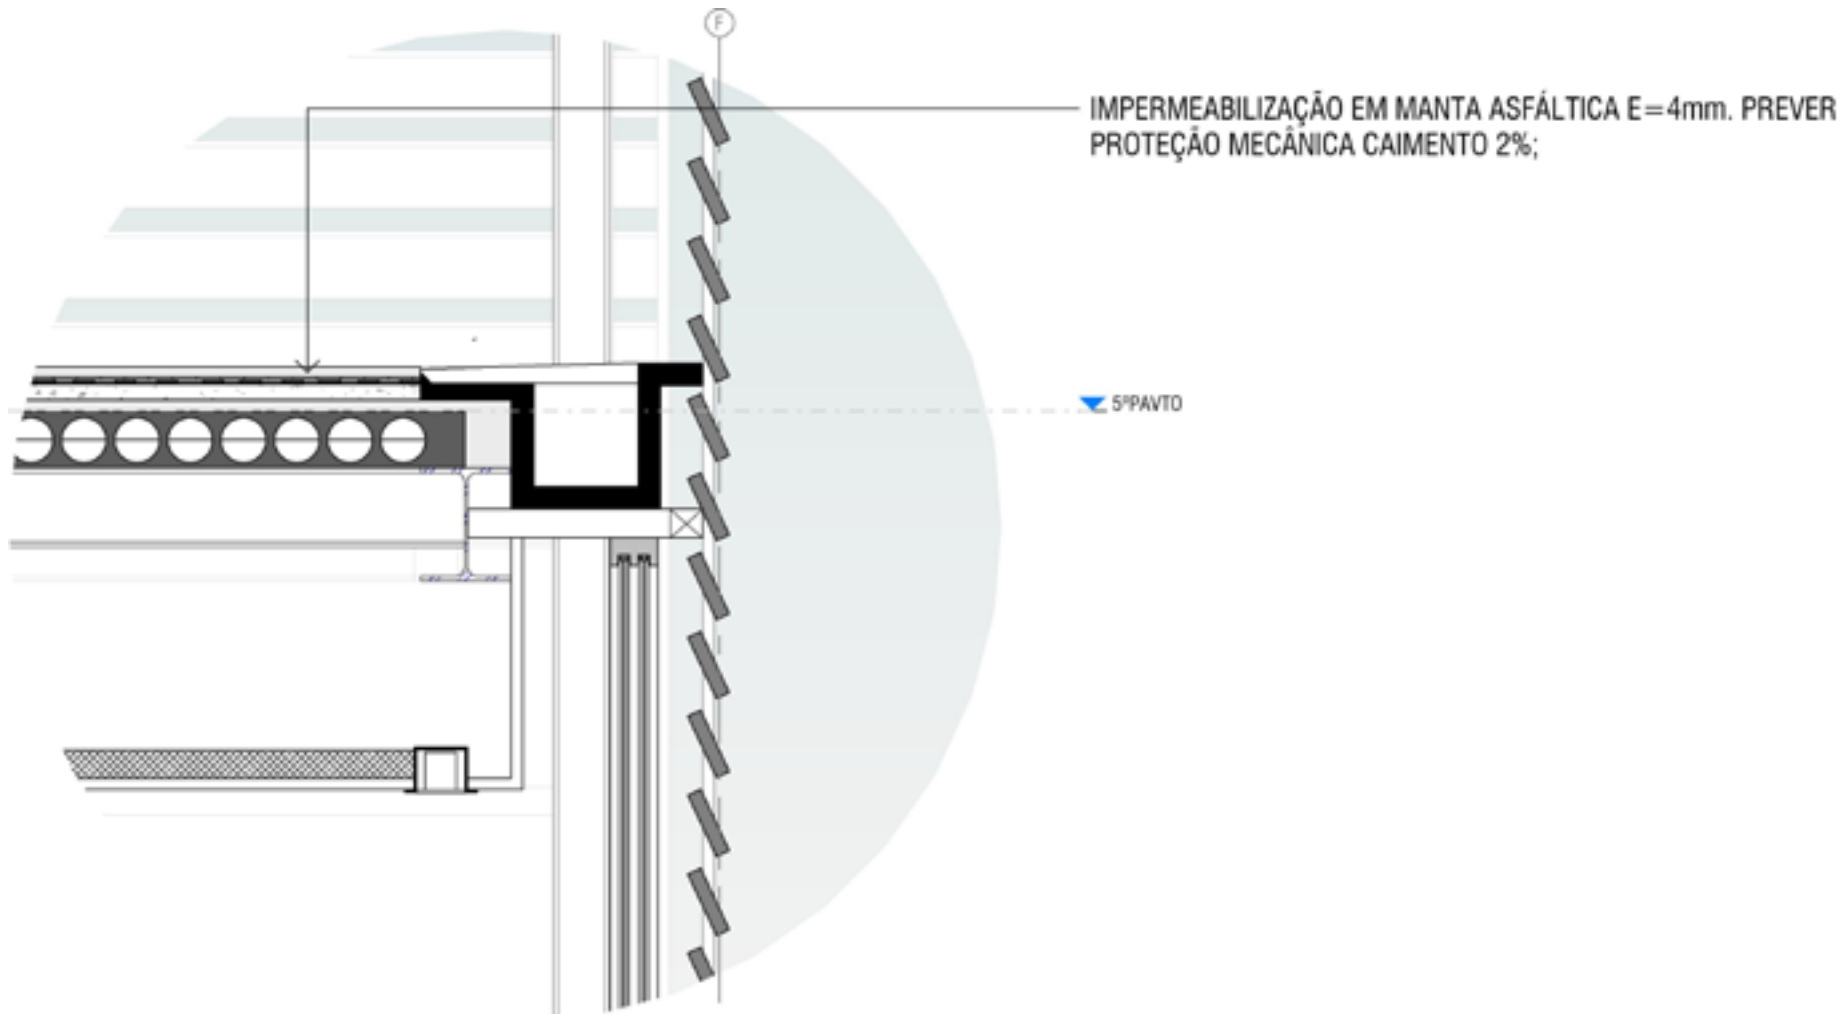 F
IMPERMEABILIZAÇÃO EM MANTA ASFÁLTICA E=4mm. PREVER
PROTEÇÃO MECÂNICA CAIMENTO 2%;
5ºPAVTO